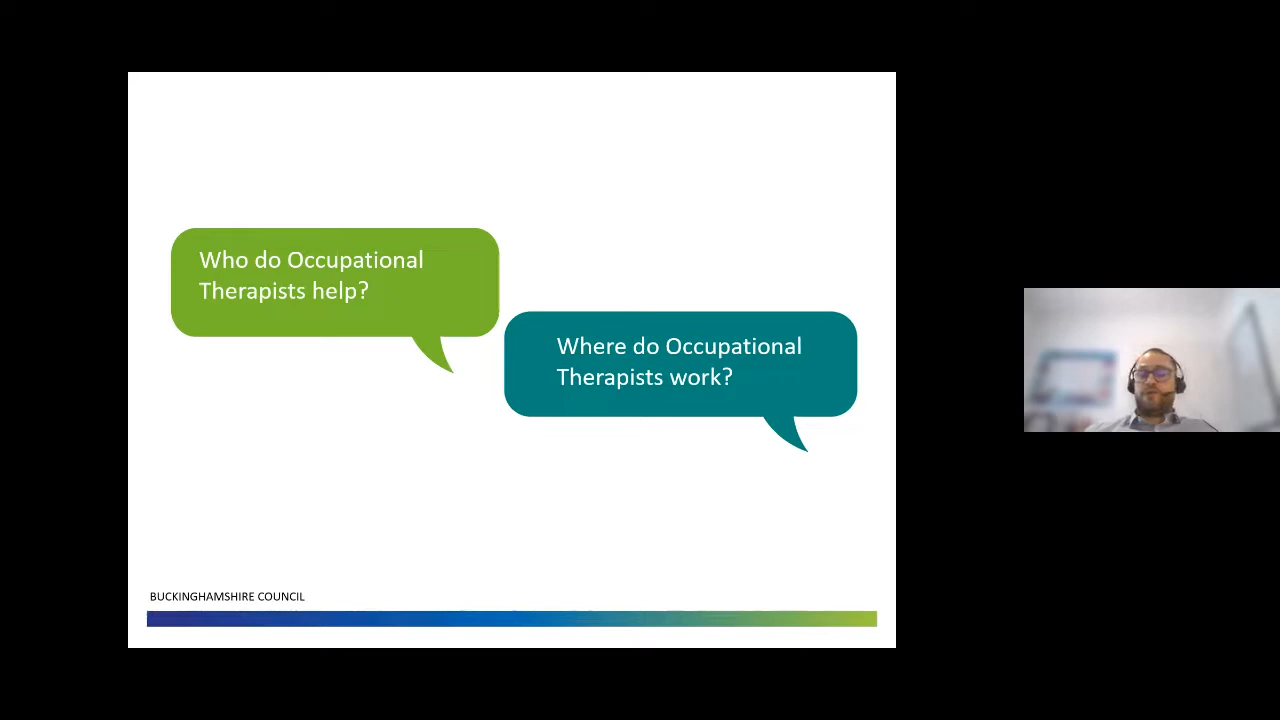 Who do Occupational
Therapists help?
Where do Occupational
Therapists work?
BUCKINGHAMSHIRE COUNCIL